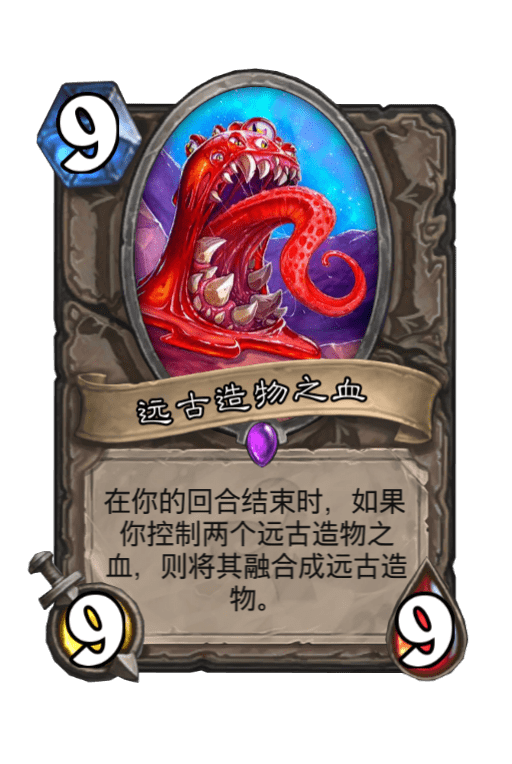 9
远古造物之血
在你的回合结束时，如果
你控制两个远古造物之
血，则将其融合成远古造
物。
9
9